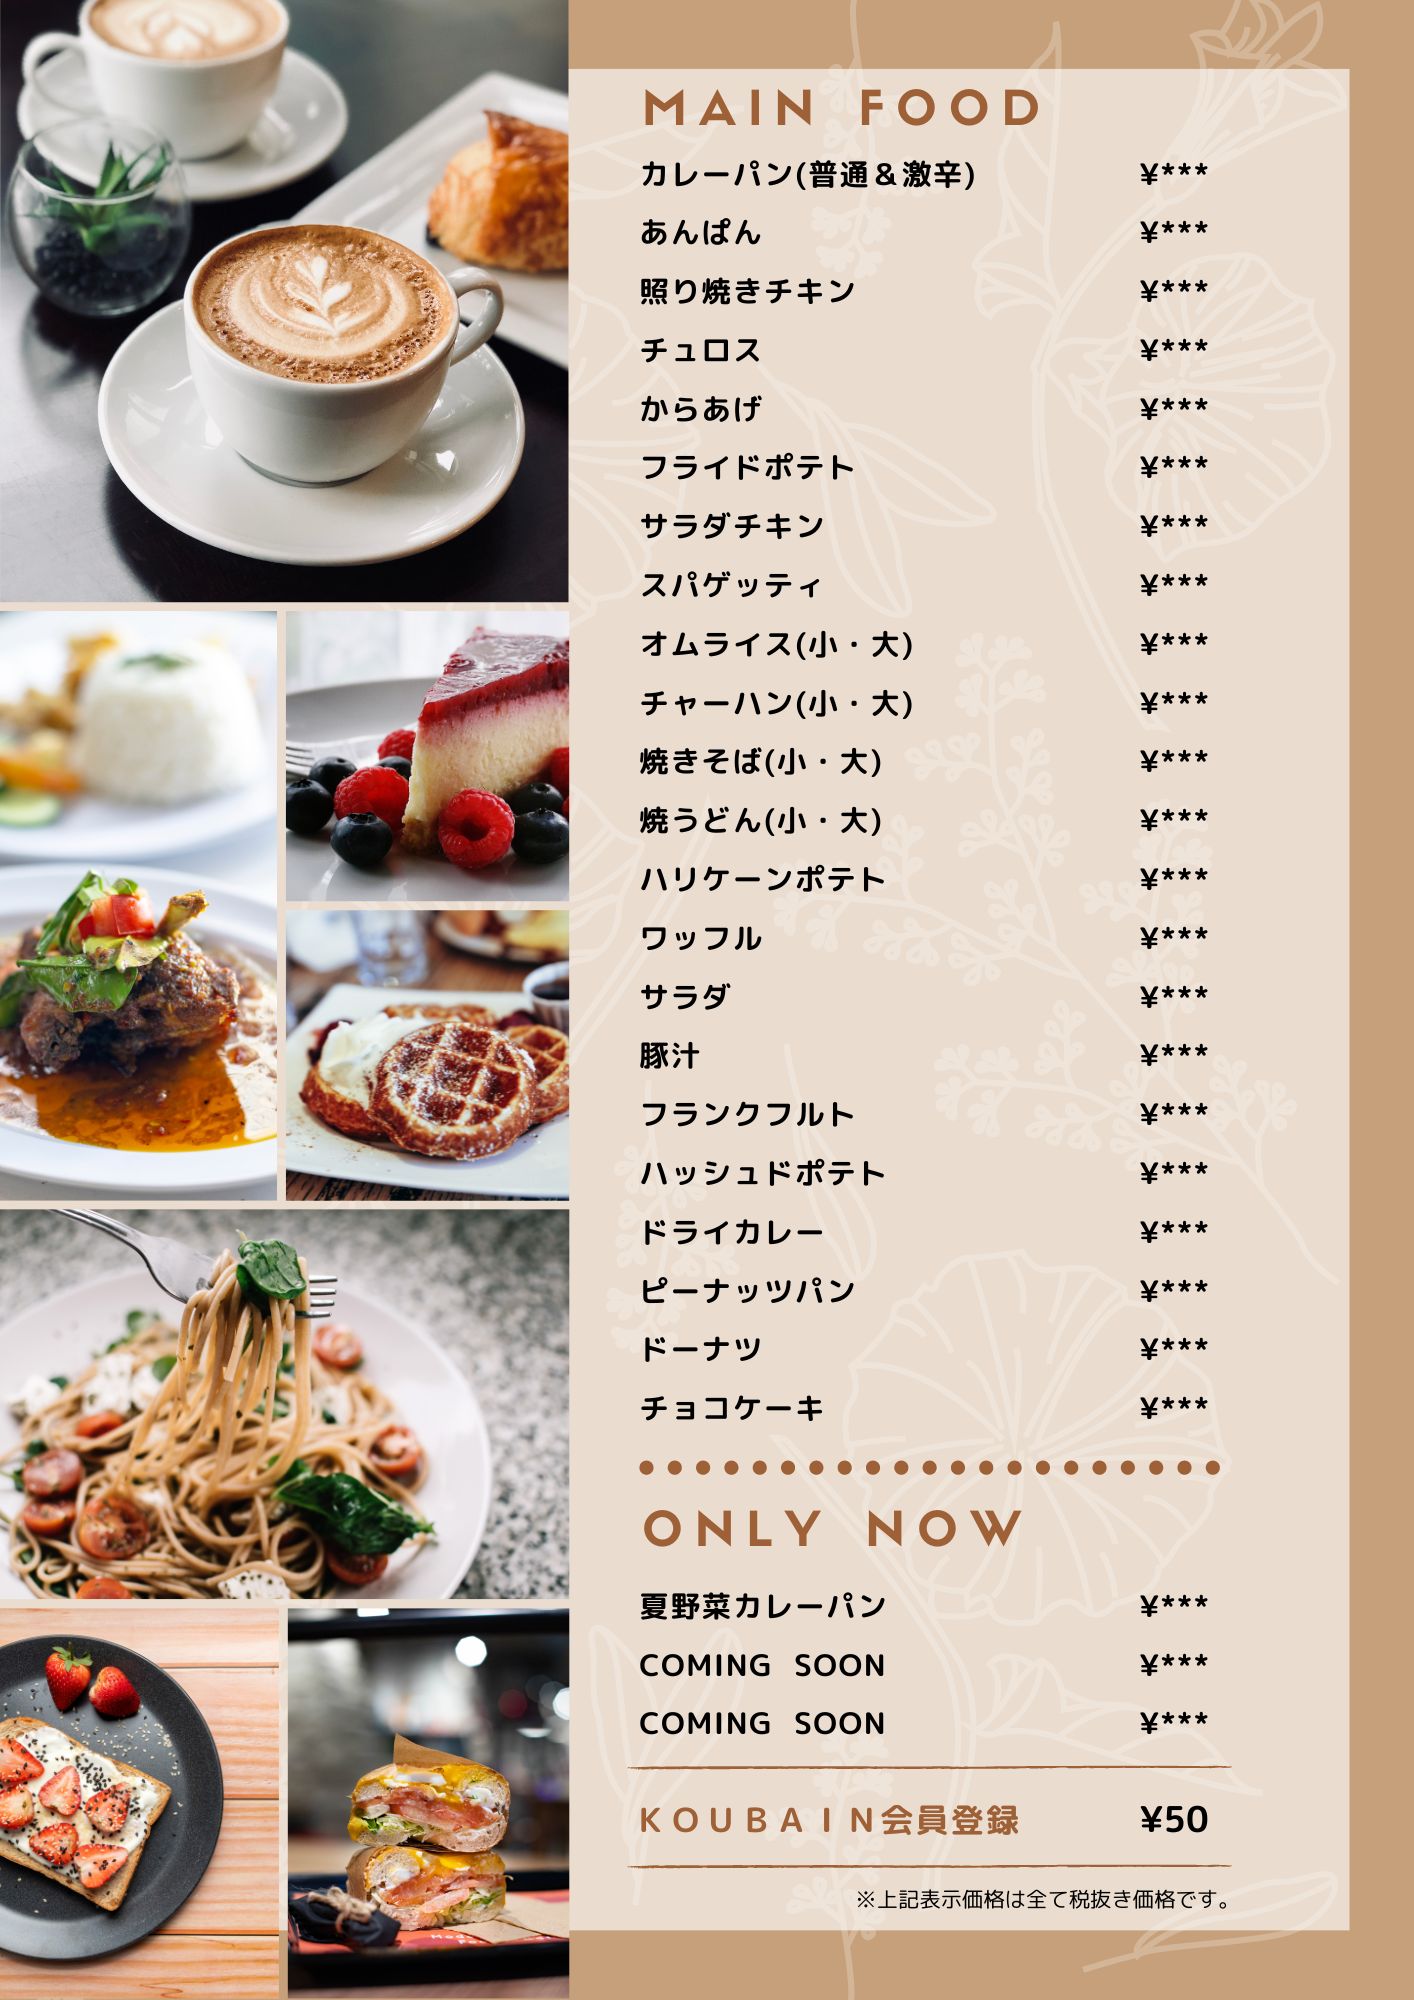 MAIN FOOD
カレーパン(普通＆激辛) ¥***
あんぱん ¥***
照り焼きチキン ¥***
チュロス ¥***
からあげ ¥***
フライドポテト ¥***
サラダチキン ¥***
スパゲッティ ¥***
オムライス(小・大) ¥***
チャーハン(小・大) ¥***
焼きそば(小・大) ¥***
焼うどん(小・大) ¥***
ハリケーンポテト ¥***
ワッフル ¥***
サラダ ¥***
豚汁 ¥***
フランクフルト ¥***
ハッシュドポテト ¥***
ドライカレー ¥***
ピーナッツパン ¥***
ドーナツ ¥***
チョコケーキ ¥***
ONLY NOW
夏野菜カレーパン ¥***
COMING SOON ¥***
COMING SOON ¥***
ＫＯＵＢＡＩＮ会員登録 ¥50
※上記表示価格は全て税抜き価格です。